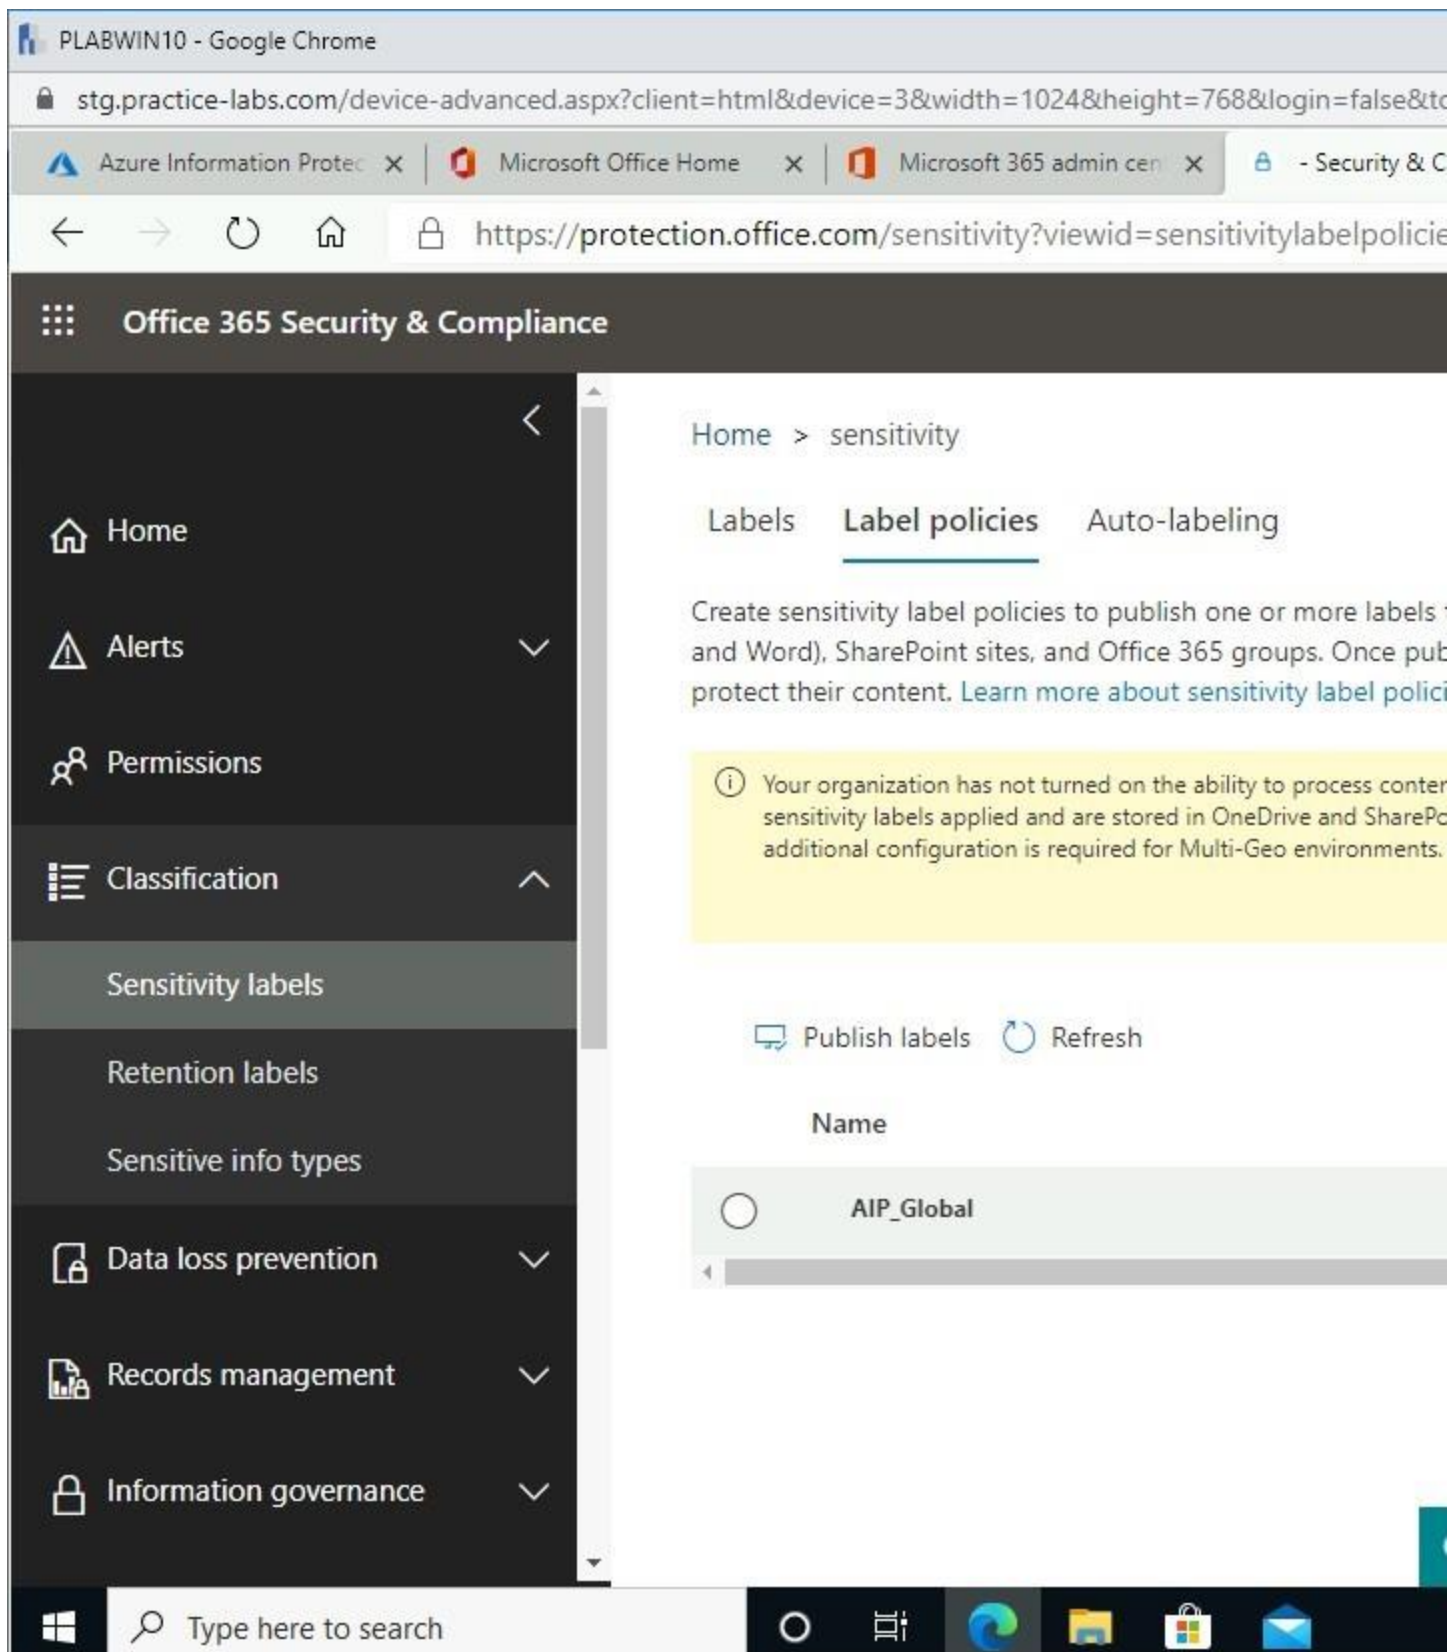 PLABWIN10 - Google Chrome
stg.practice-labs.com/device-advanced.aspx?client=html&device=3&width=1024&height=768&login=false&to
Azure Information Protec
Microsoft Office Home
Microsoft 365 admin cen
- Security & C
https://protection.office.com/sensitivity?viewid=sensitivitylabelpolicie
Office 365 Security & Compliance
Home
Alerts
Permissions
Classification
Sensitivity labels
Retention labels
Sensitive info types
Data loss prevention
Records management
Information governance
Home > sensitivity
Labels Label policies Auto-labeling
Create sensitivity label policies to publish one or more labels
and Word), SharePoint sites, and Office 365 groups. Once pub
protect their content. Learn more about sensitivity label polici
Your organization has not turned on the ability to process conten
sensitivity labels applied and are stored in OneDrive and SharePo
additional configuration is required for Multi-Geo environments.
Publish labels Refresh
Name
AIP_Global
Type here to search